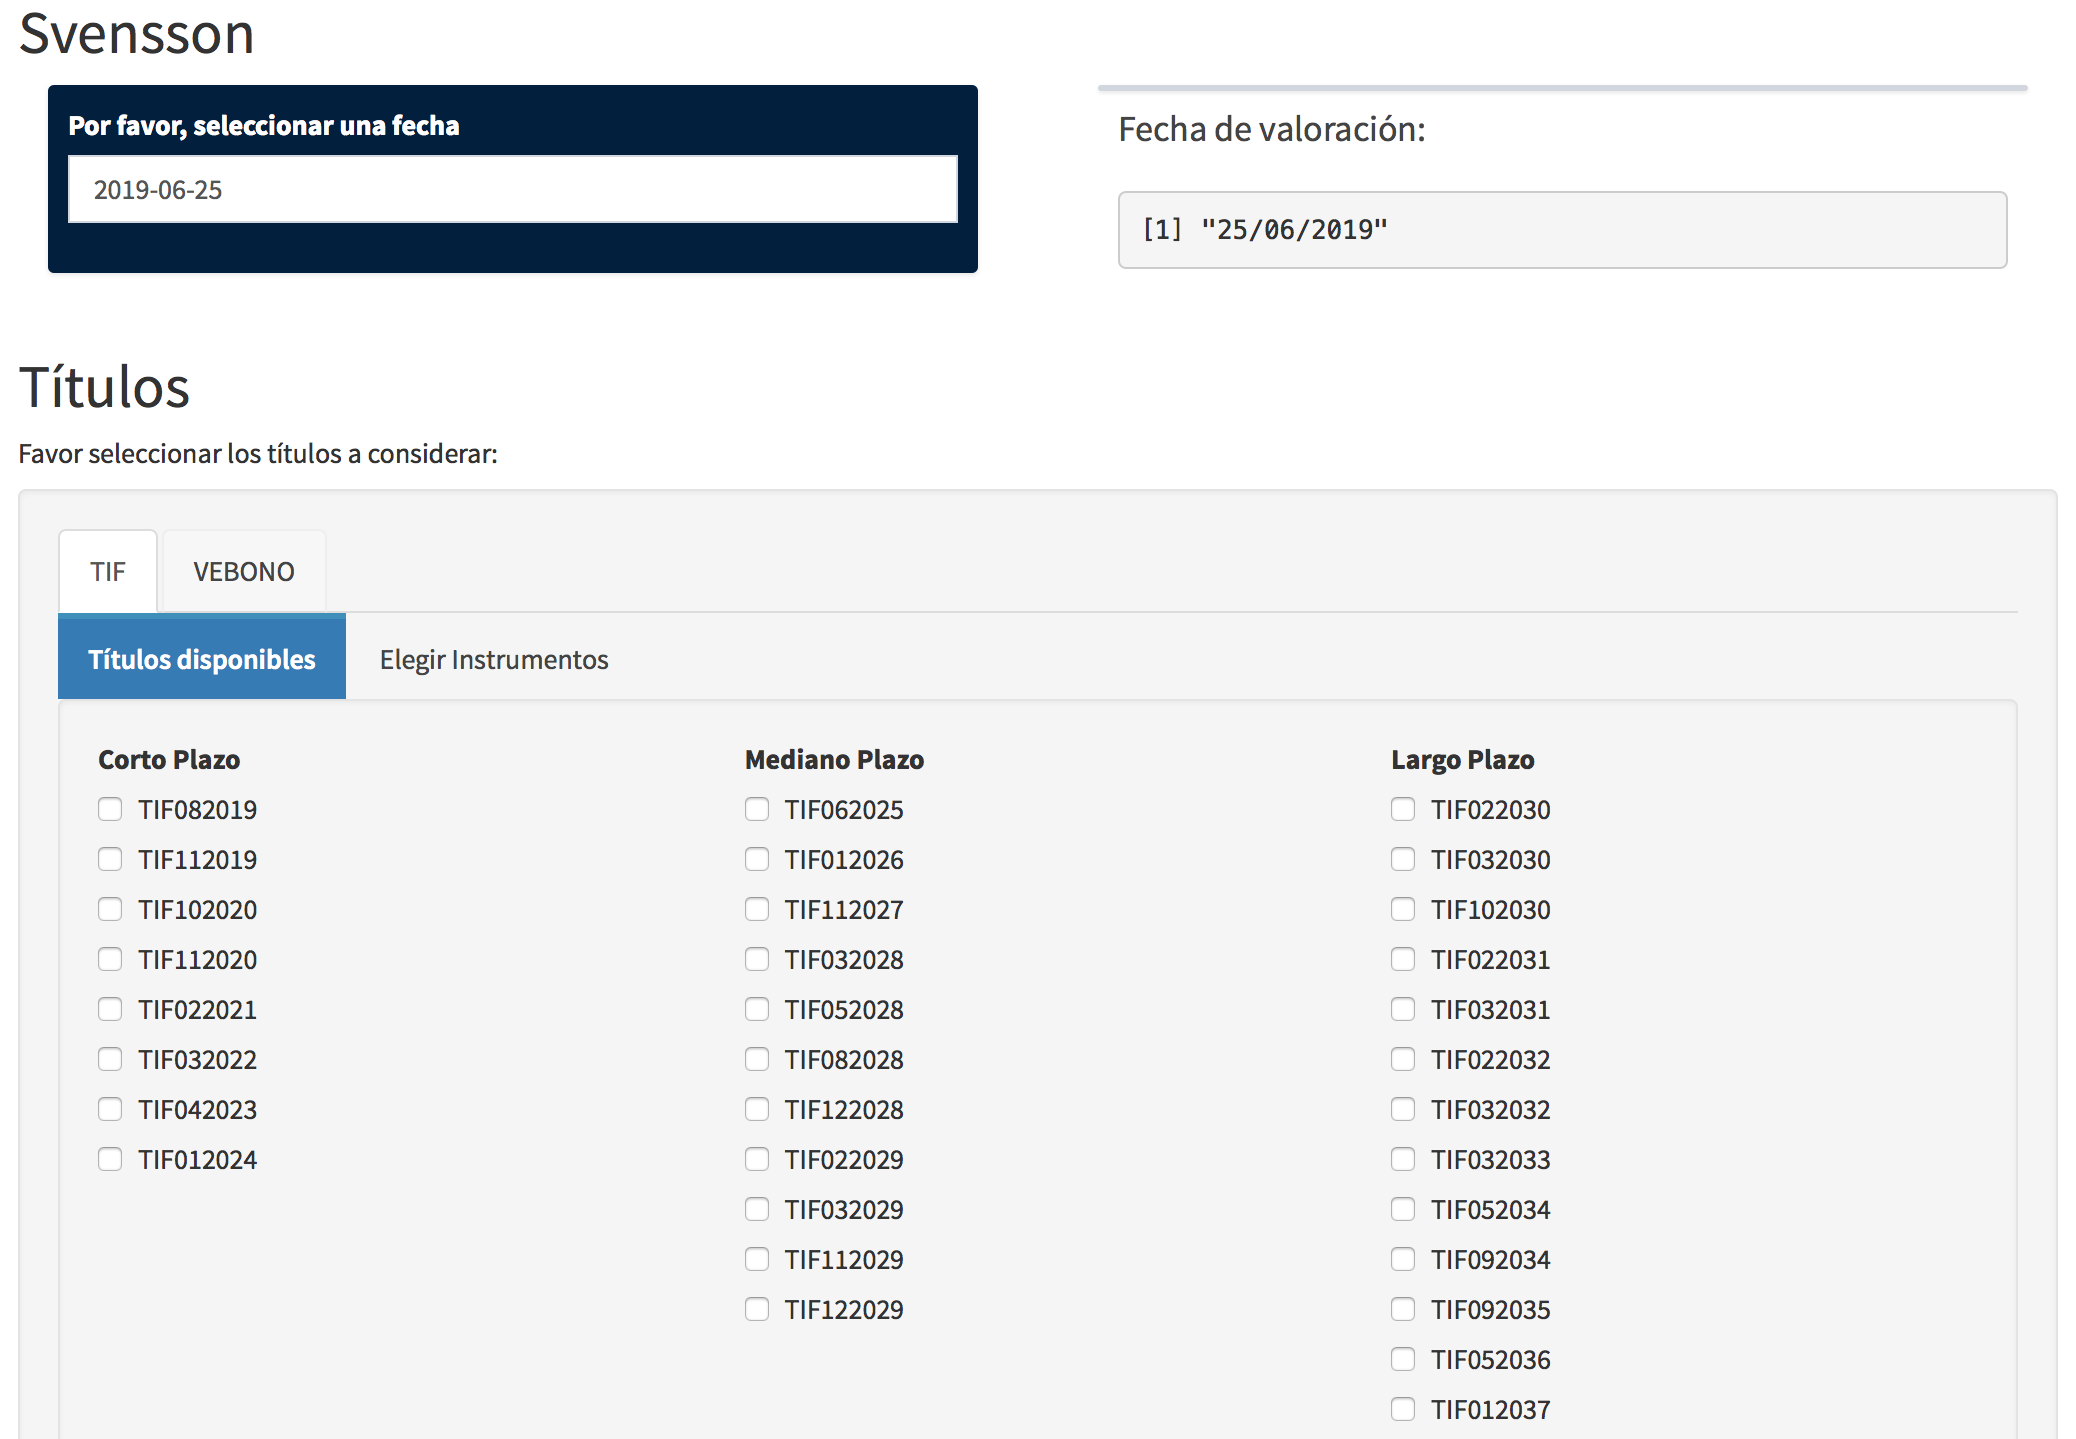 Svensson
Por favor, seleccionar una fecha
2019-06-25
Fecha de valoración:
[1] "25/06/2019"
Títulos
Favor seleccionar los títulos a considerar:
TIF
VEBONO
Títulos disponibles
Elegir Instrumentos
Corto Plazo
TIF082019
TIF112019
TIF102020
TIF112020
TIF022021
TIF032022
TIF042023
TIF012024
Mediano Plazo
TIF062025
TIF012026
TIF112027
TIF032028
TIF052028
TIF082028
TIF122028
TIF022029
TIF032029
TIF112029
TIF122029
Largo Plazo
TIF022030
TIF032030
TIF102030
TIF022031
TIF032031
TIF022032
TIF032032
TIF032033
TIF052034
TIF092034
TIF092035
TIF052036
TIF012037